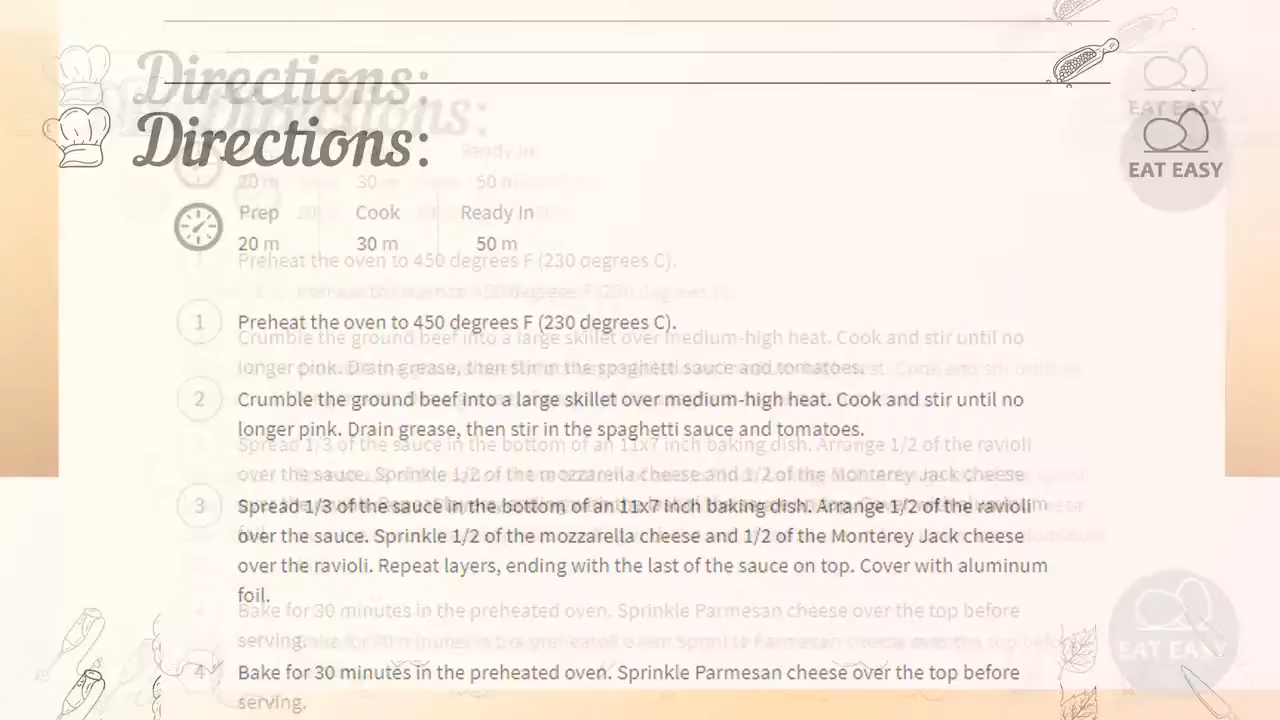 Directions:
EAT EASY
Prep Cook Ready In
20 m 30 m 50 m
1 Preheat the oven to 450 degrees F (230 degrees C).
2 Crumble the ground beef into a large skillet over medium-high heat. Cook and stir until no
longer pink. Drain grease, then stir in the spaghetti sauce and tomatoes.
3 Spread 1/3 of the sauce in the bottom of an 11x7 inch baking dish. Arrange 1/2 of the ravioli
over the sauce. Sprinkle 1/2 of the mozzarella cheese and 1/2 of the Monterey Jack cheese
over the ravioli. Repeat layers, ending with the last of the sauce on top. Cover with aluminum
foil.
4 Bake for 30 minutes in the preheated oven. Sprinkle Parmesan cheese over the top before
serving.
EAT EASY